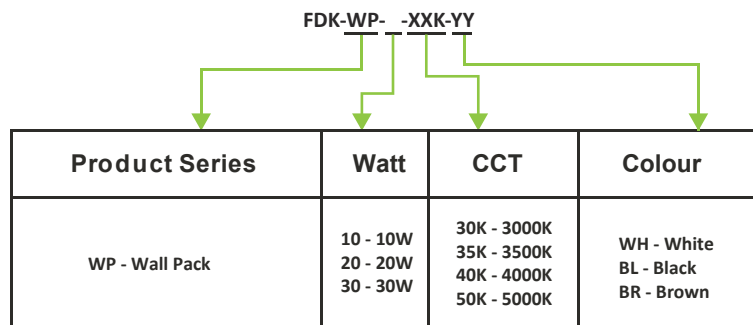 FDK-WP-_-XXK-YY
Product Series
Watt
CCT
Colour
WP - Wall Pack
10 - 10W
20 - 20W
30 - 30W
30K - 3000K
35K - 3500K
40K - 4000K
50K - 5000K
WH - White
BL - Black
BR - Brown